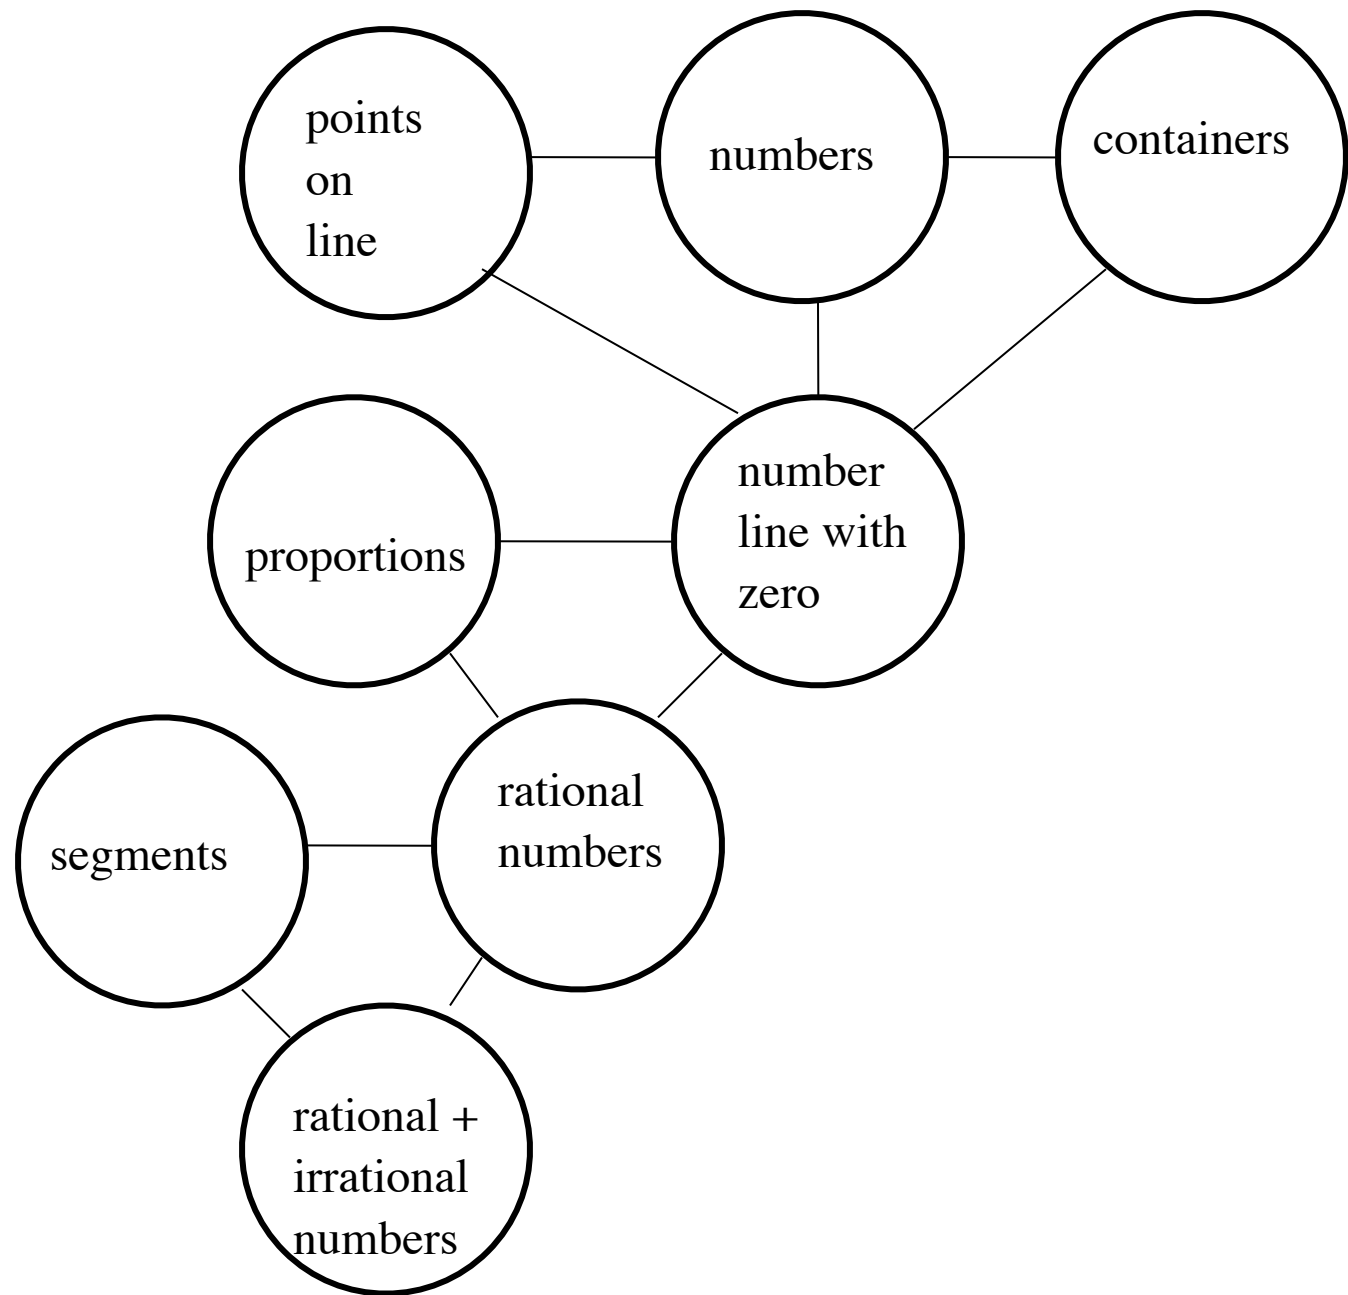 points
on
line
numbers
containers
proportions
number
line with
zero
segments
rational
numbers
rational +
irrational
numbers